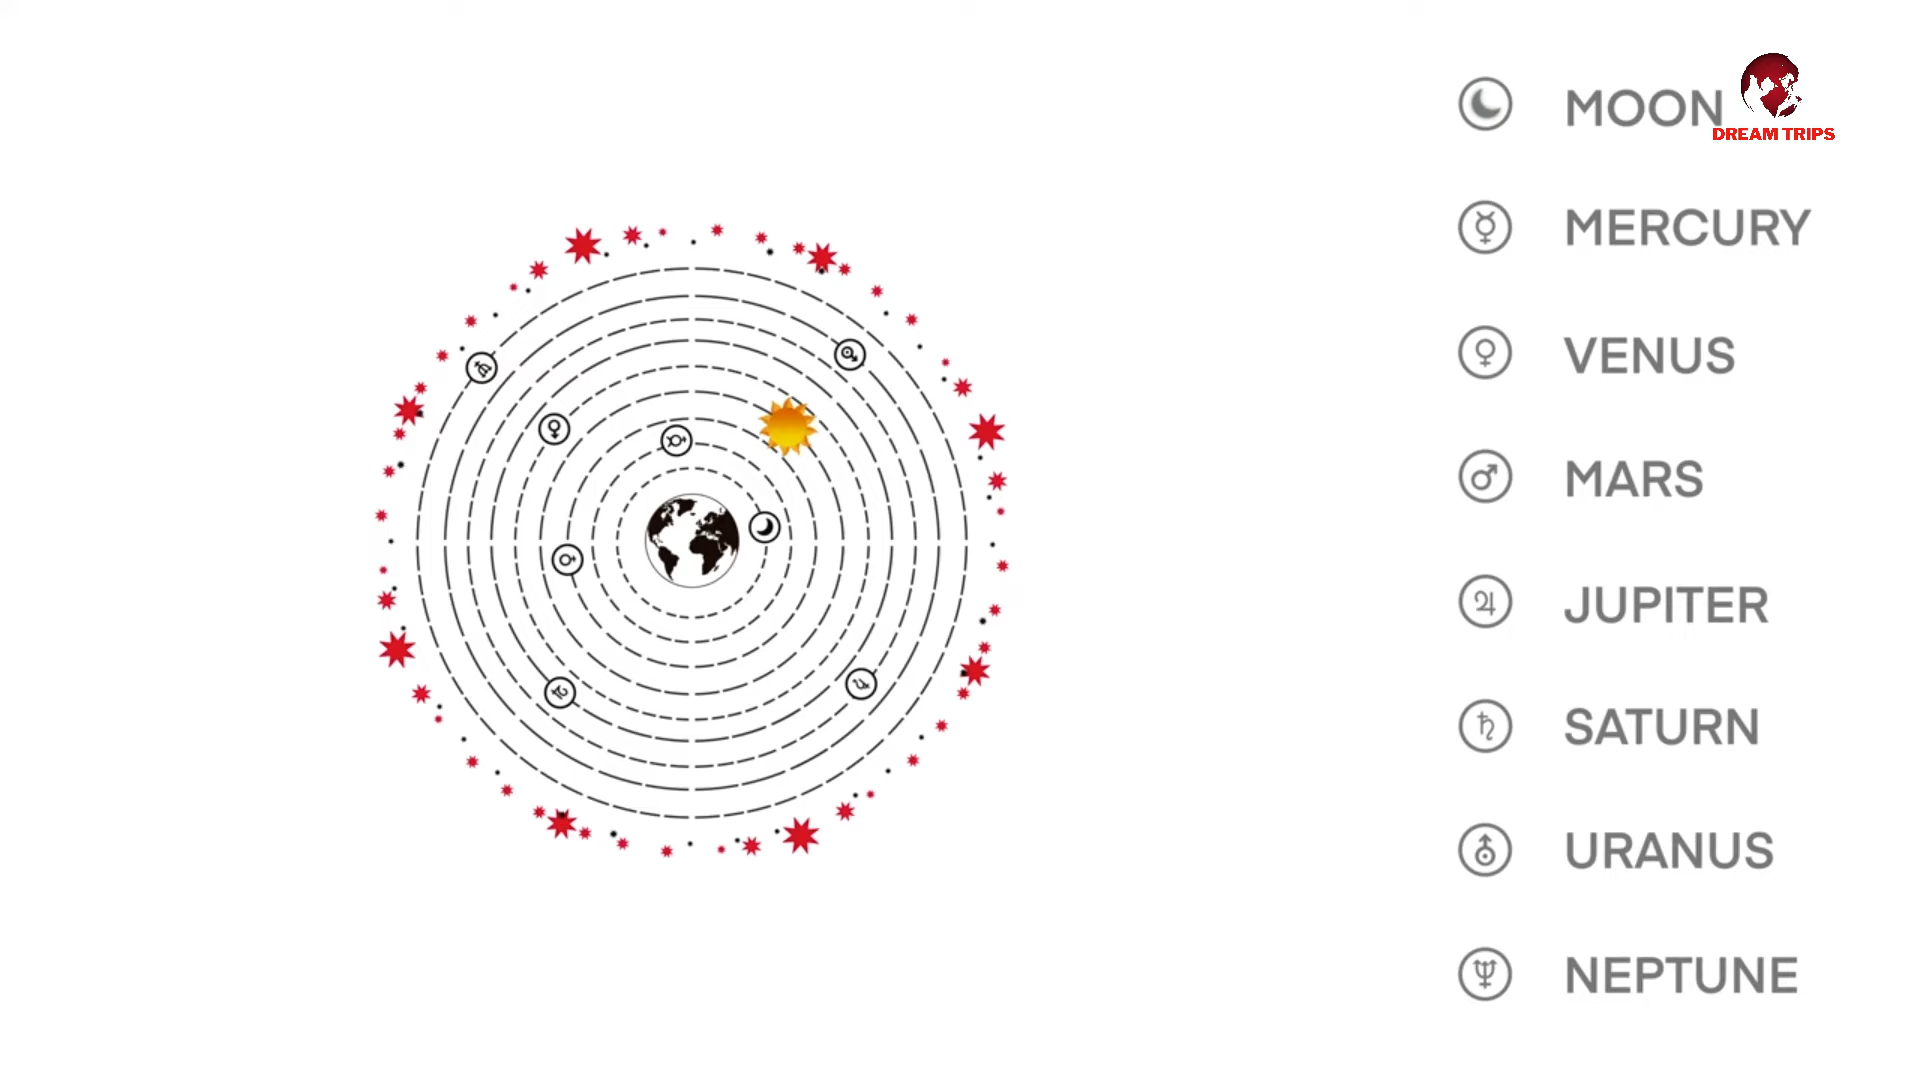 MOON
DREAM TRIPS
MERCURY
VENUS
MARS
JUPITER
SATURN
URANUS
NEPTUNE